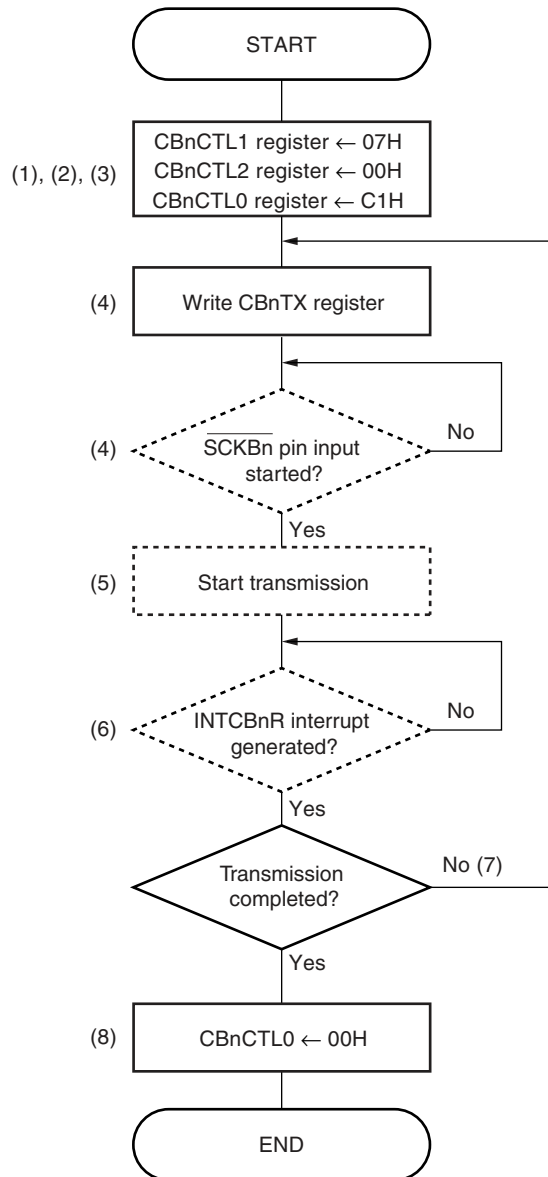 START
(1), (2), (3)
CBnCTL1 register ← 07H
CBnCTL2 register ← 00H
CBnCTL0 register ← C1H
(4)
Write CBnTX register
(4)
SCKBn pin input
started?
No
Yes
(5)
Start transmission
(6)
INTCBnR interrupt
generated?
No
Yes
Transmission
completed?
No (7)
Yes
(8)
CBnCTL0 ← 00H
END